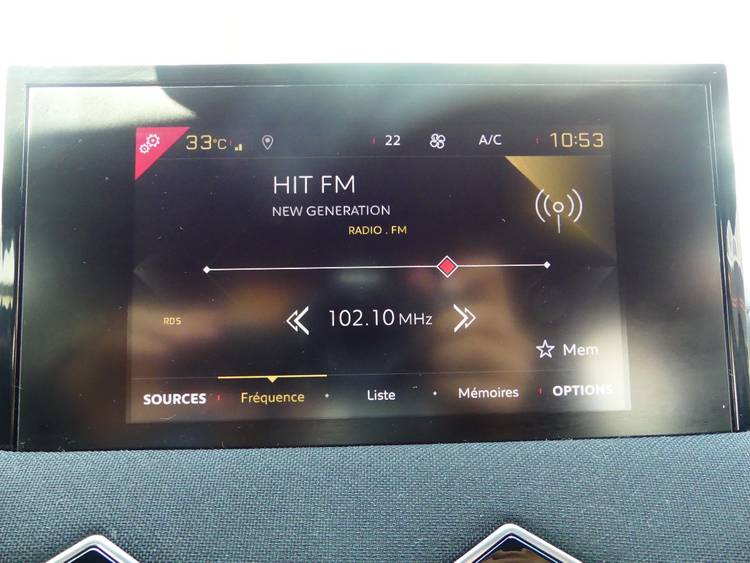 33°C 22 A/C 10:53
HIT FM
NEW GENERATION
RADIO . FM
RDS
102.10 MHz
Mem
SOURCES Fréquence Liste Mémoires OPTIONS